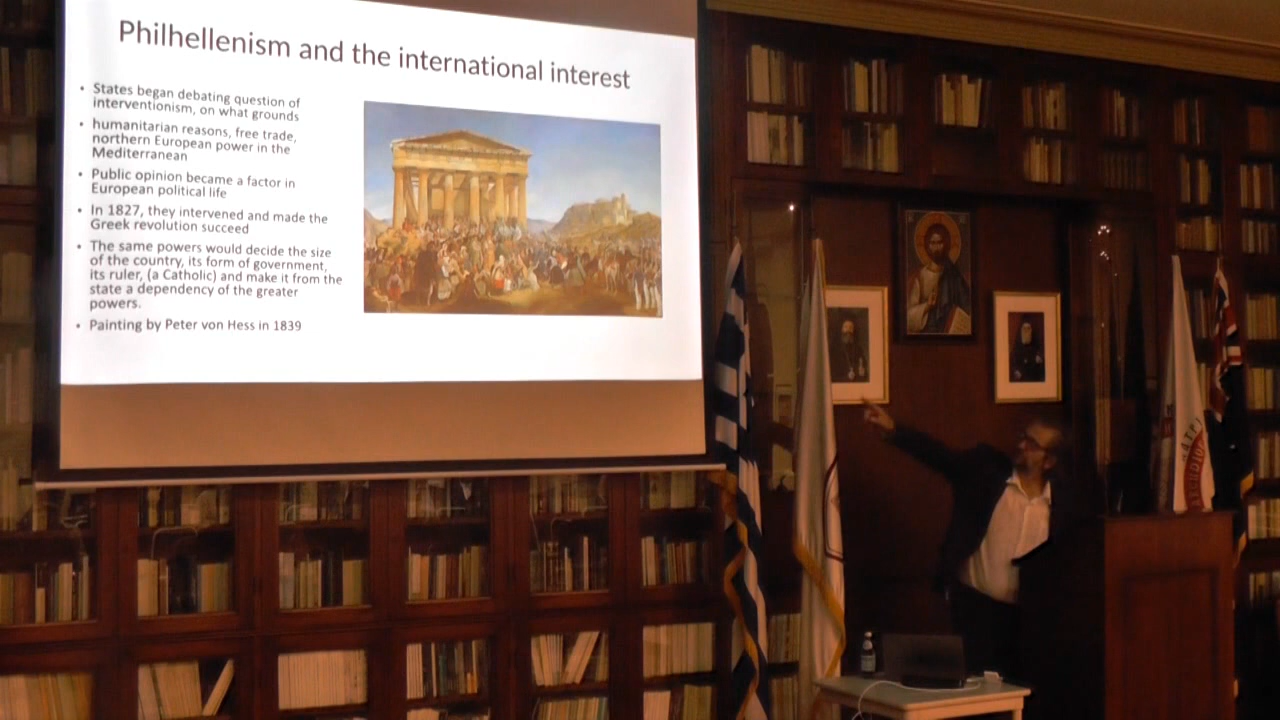 Philhellenism and the international interest
• States began debating question of
interventionism, on what grounds
• humanitarian reasons, free trade,
northern European power in the
Mediterranean
• Public opinion became a factor in
European political life
• In 1827, they intervened and made the
Greek revolution succeed
• The same powers would decide the size
of the country, its form of government,
its ruler, (a Catholic) and make it from the
state a dependency of the greater
powers.
• Painting by Peter von Hess in 1839